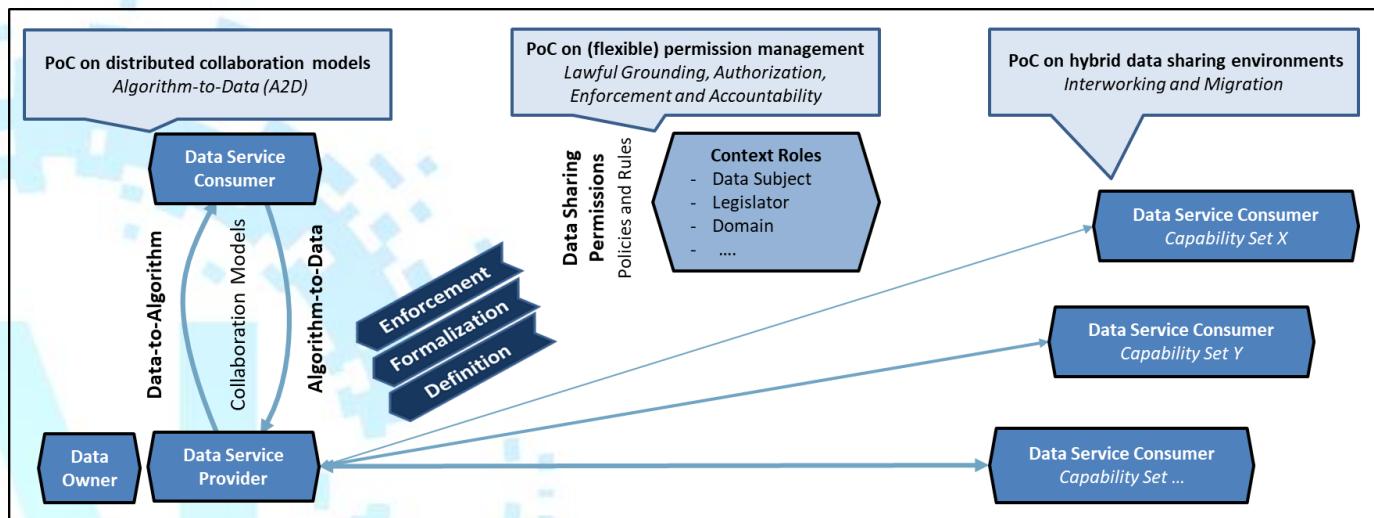 PoC on distributed collaboration models
Algorithm-to-Data (A2D)
PoC on (flexible) permission management
Lawful Grounding, Authorization,
Enforcement and Accountability
PoC on hybrid data sharing environments
Interworking and Migration
Data Service
Consumer
Data-to-Algorithm
Collaboration Models
Algorithm-to-Data
Enforcement
Formalization
Definition
Data Sharing
Permissions
Policies and Rules
Context Roles
- Data Subject
- Legislator
- Domain
- ....
Data Service Consumer
Capability Set X
Data Service Consumer
Capability Set Y
Data Service Consumer
Capability Set ...
Data
Owner
Data Service
Provider